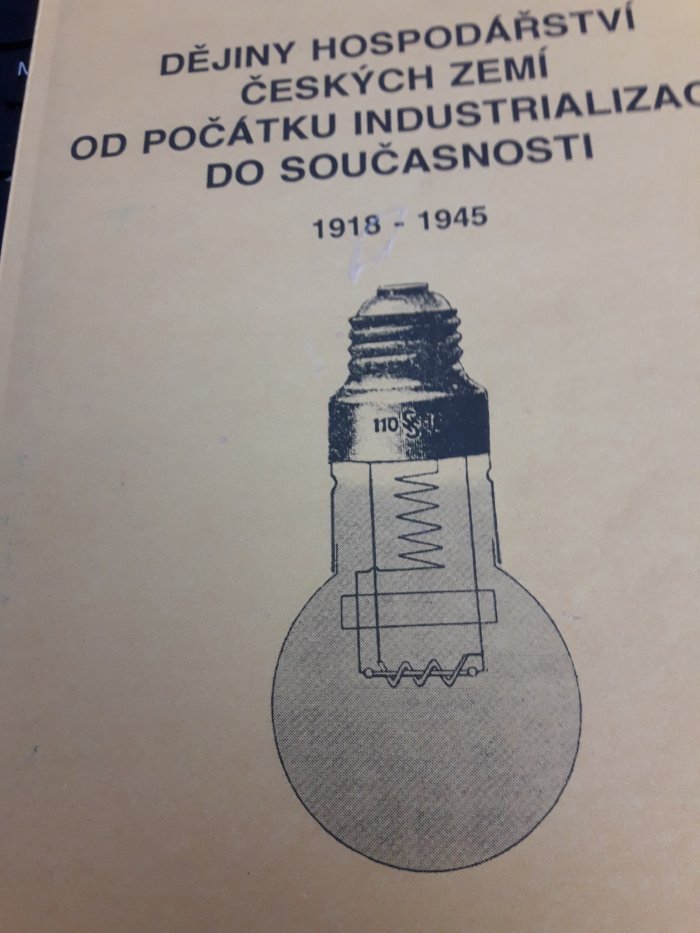 DĚJINY HOSPODÁŘSTVÍ
ČESKÝCH ZEMÍ
OD POČÁTKU INDUSTRIALIZAC
DO SOUČASNOSTI
1918 - 1945
110